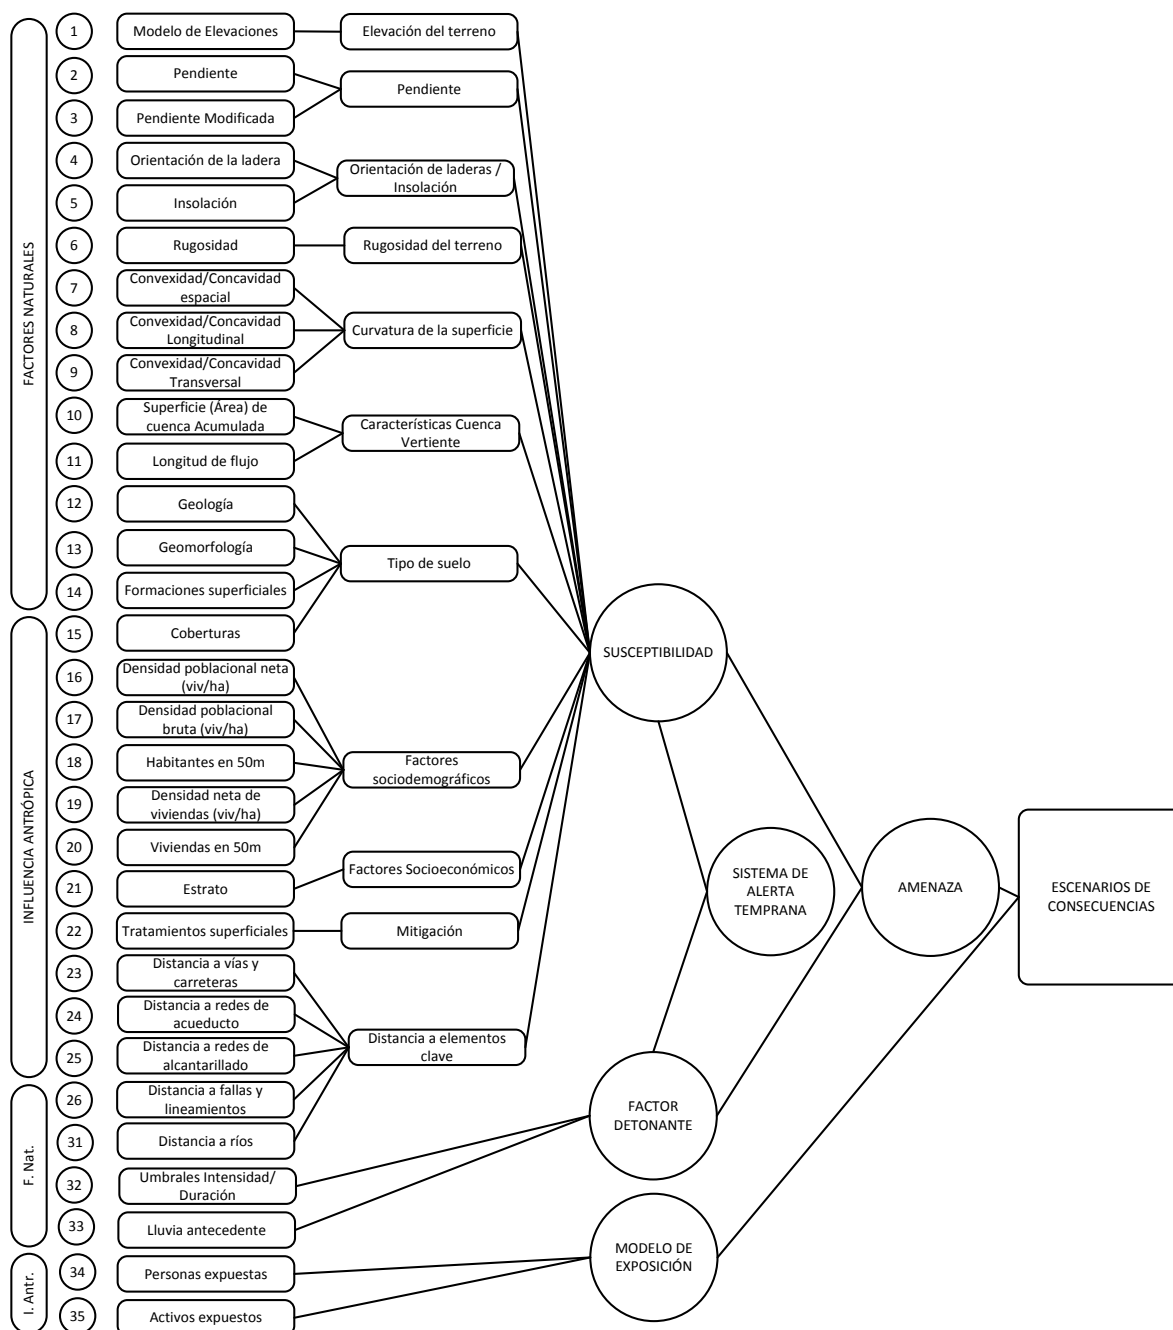 FACTORES NATURALES
INFLUENCIA ANTRÓPICA
F. Nat.
I. Antr.
1
Modelo de Elevaciones
2
Pendiente
3
Pendiente Modificada
4
Orientación de la ladera
5
Insolación
6
Rugosidad
7
Convexidad/Concavidad
espacial
8
Convexidad/Concavidad
Longitudinal
9
Convexidad/Concavidad
Transversal
10
Superficie (Área) de
cuenca Acumulada
11
Longitud de flujo
12
Geología
13
Geomorfología
14
Formaciones superficiales
15
Coberturas
16
Densidad poblacional neta
(viv/ha)
17
Densidad poblacional
bruta (viv/ha)
18
Habitantes en 50m
19
Densidad neta de
viviendas (viv/ha)
20
Viviendas en 50m
21
Estrato
22
Tratamientos superficiales
23
Distancia a vías y
carreteras
24
Distancia a redes de
acueducto
25
Distancia a redes de
alcantarillado
26
Distancia a fallas y
lineamientos
31
Distancia a ríos
32
Umbrales Intensidad/
Duración
33
Lluvia antecedente
34
Personas expuestas
35
Activos expuestos
Elevación del terreno
Pendiente
Orientación de laderas /
Insolación
Rugosidad del terreno
Curvatura de la superficie
Características Cuenca
Vertiente
Tipo de suelo
Factores
sociodemográficos
Factores Socioeconómicos
Mitigación
Distancia a elementos
clave
SUSCEPTIBILIDAD
SISTEMA DE
ALERTA
TEMPRANA
FACTOR
DETONANTE
MODELO DE
EXPOSICIÓN
AMENAZA
ESCENARIOS DE
CONSECUENCIAS